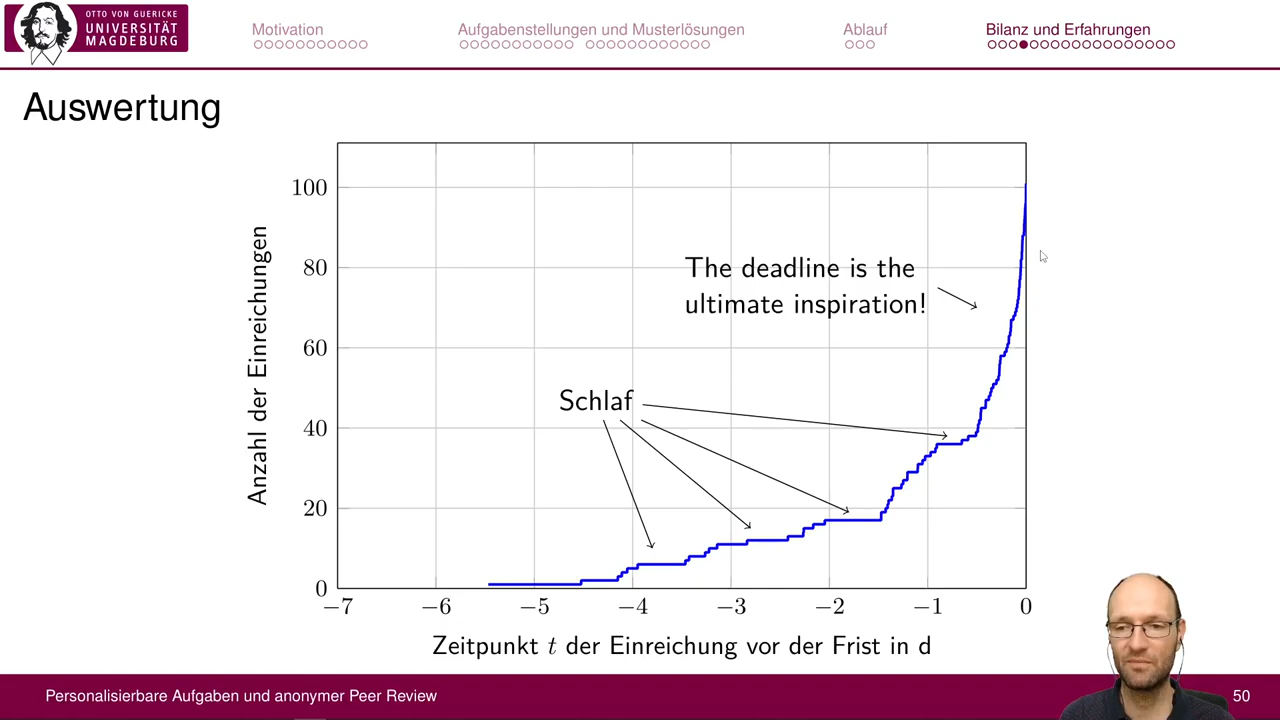 OTTO VON GUERICKE
UNIVERSITÄT
MAGDEBURG
Motivation
Aufgabenstellungen und Musterlösungen
Ablauf
Bilanz und Erfahrungen
Auswertung
100
80
60
40
20
0
Anzahl der Einreichungen
The deadline is the
ultimate inspiration!
Schlaf
−7 −6 −5 −4 −3 −2 −1 0
Zeitpunkt t der Einreichung vor der Frist in d
Personalisierbare Aufgaben und anonymer Peer Review
50